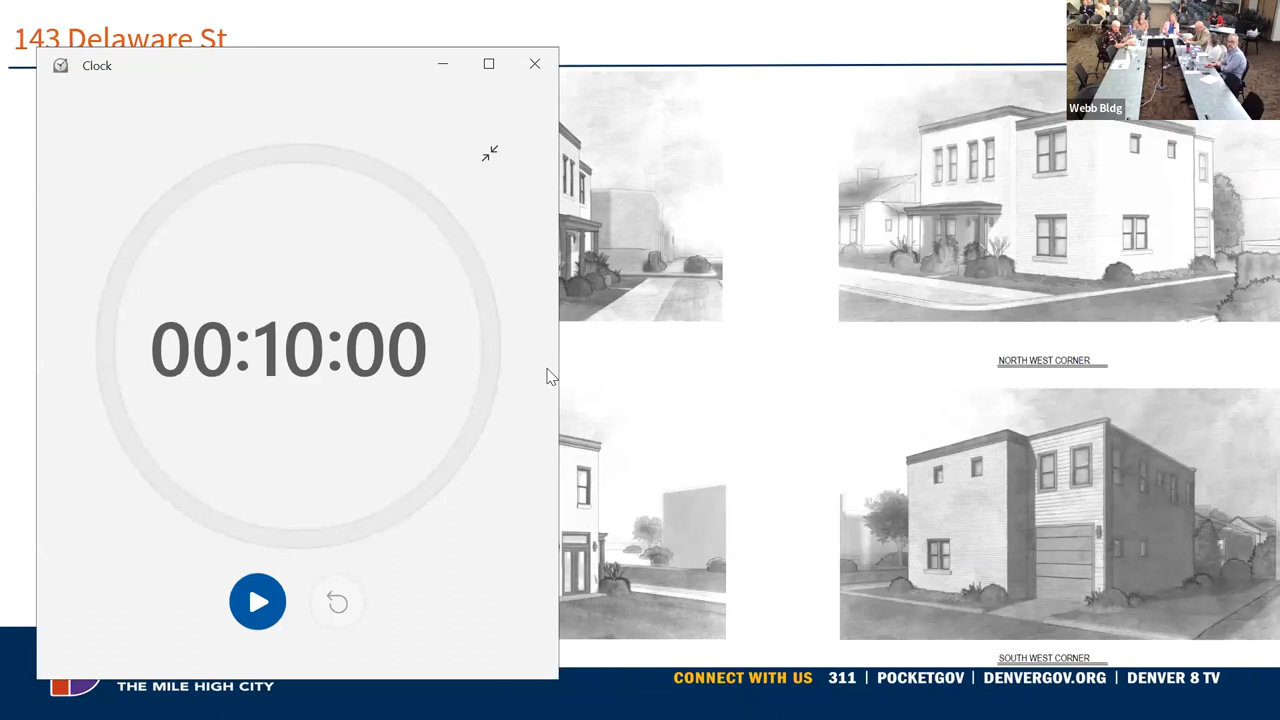 143 Delaware St
Clock
Webb Bldg
00:10:00
NORTH WEST CORNER
SOUTH WEST CORNER
THE MILE HIGH CITY
CONNECT WITH US 311 | POCKETGOV | DENVERGOV.ORG | DENVER 8 TV